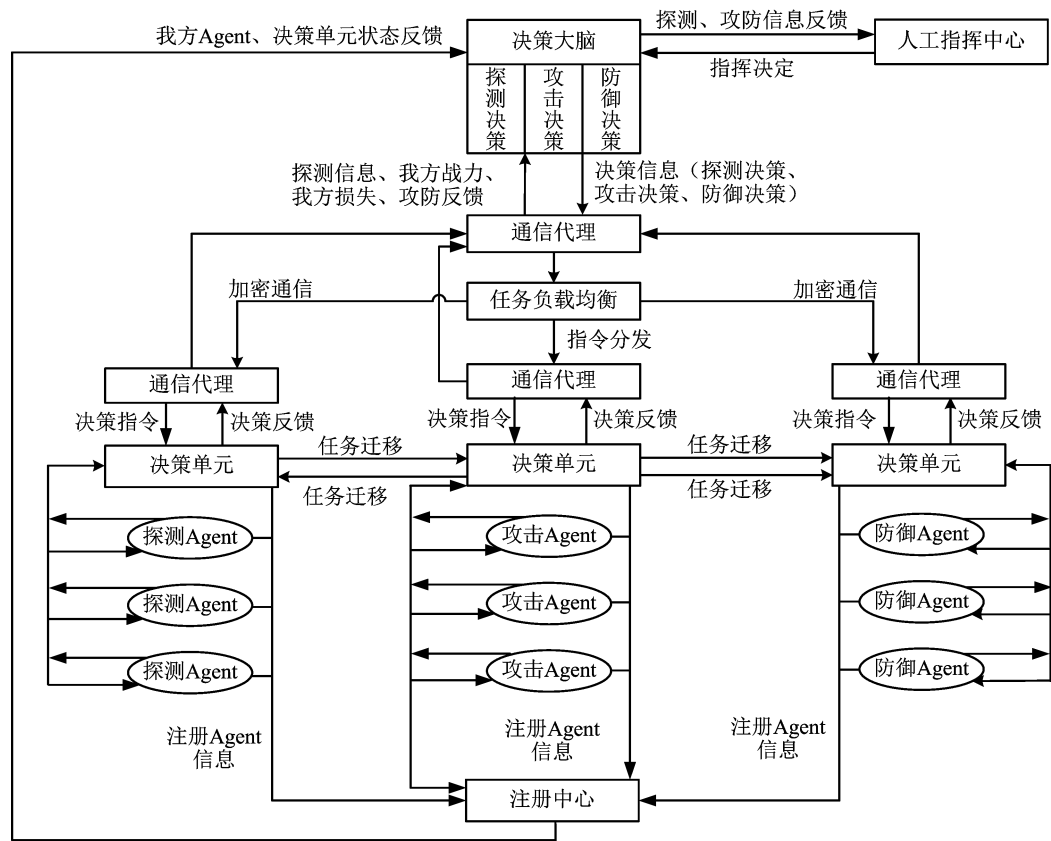 探测、攻防信息反馈
我方Agent、决策单元状态反馈
决策大脑
人工指挥中心
指挥决定
探测决策
攻击决策
防御决策
探测信息、我方战力、
我方损失、攻防反馈
决策信息（探测决策、
攻击决策、防御决策）
通信代理
加密通信
任务负载均衡
加密通信
指令分发
通信代理
通信代理
通信代理
决策指令
决策反馈
决策指令
决策反馈
决策指令
决策反馈
决策单元
任务迁移
任务迁移
决策单元
任务迁移
任务迁移
决策单元
探测Agent
攻击Agent
防御Agent
探测Agent
攻击Agent
防御Agent
探测Agent
攻击Agent
防御Agent
注册Agent
信息
注册Agent
信息
注册Agent
信息
注册中心